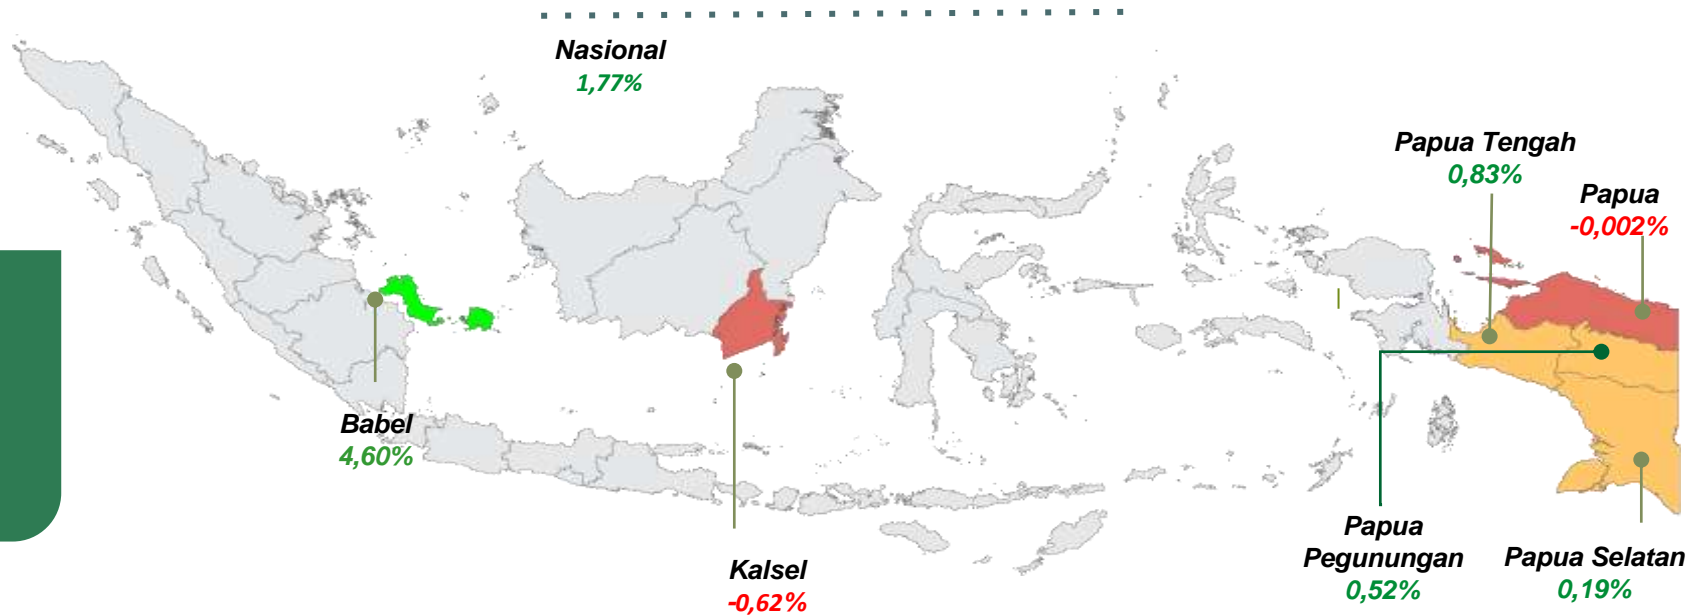 Nasional
1,77%
Papua Tengah
0,83%
Papua
-0,002%
Babel
4,60%
Kalsel
-0,62%
Papua
Pegunungan
0,52%
Papua Selatan
0,19%